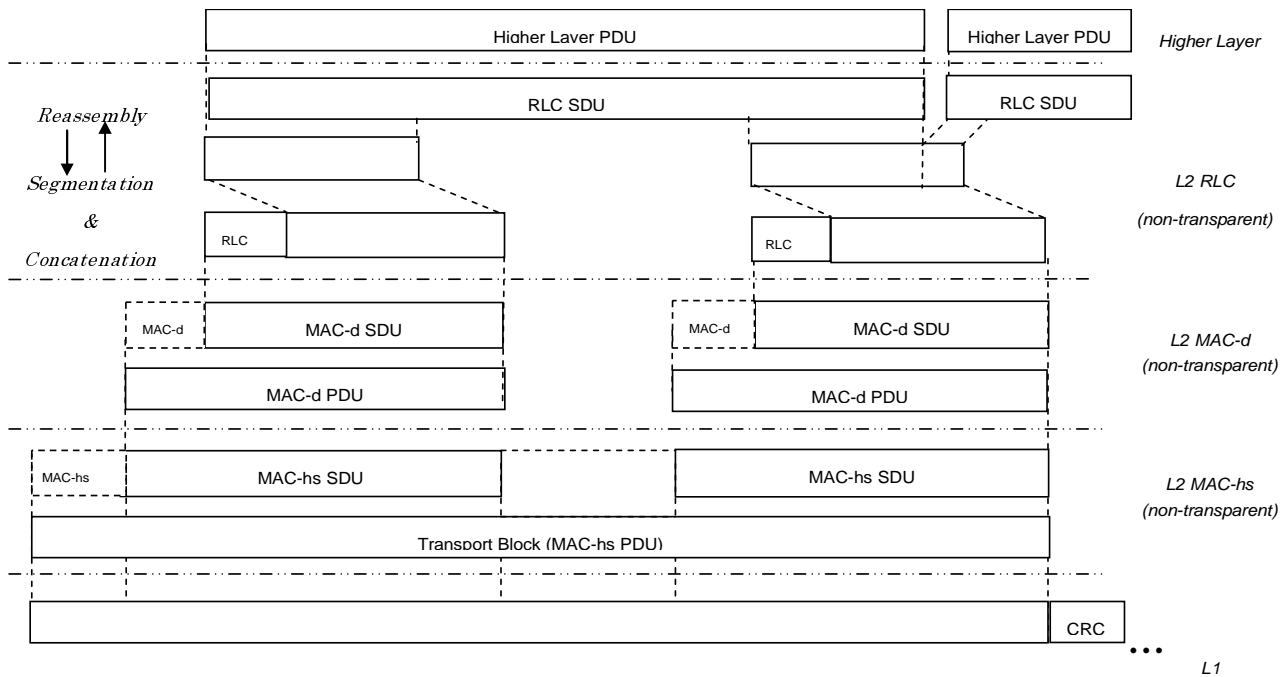 Higher Layer PDU
Higher Layer PDU
Higher Layer
RLC SDU
RLC SDU
Reassembly
Segmentation
&
Concatenation
L2 RLC
(non-transparent)
RLC
RLC
MAC-d
MAC-d SDU
MAC-d
MAC-d SDU
L2 MAC-d
(non-transparent)
MAC-d PDU
MAC-d PDU
MAC-hs
MAC-hs SDU
MAC-hs SDU
L2 MAC-hs
(non-transparent)
Transport Block (MAC-hs PDU)
CRC
•••
L1